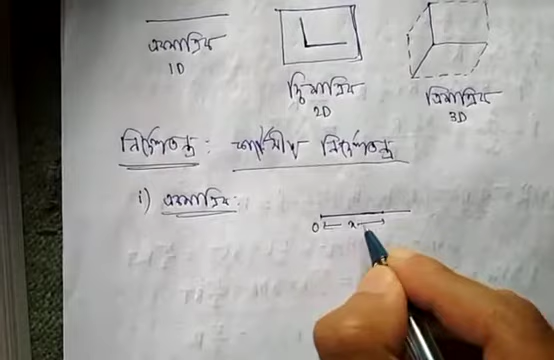 একমাত্রিক
1D
দ্বিমাত্রিক
2D
ত্রিমাত্রিক
3D
নির্দেশতন্ত্র : কার্তেসীয় নির্দেশতন্ত্র
i) একমাত্রিক :
0 x